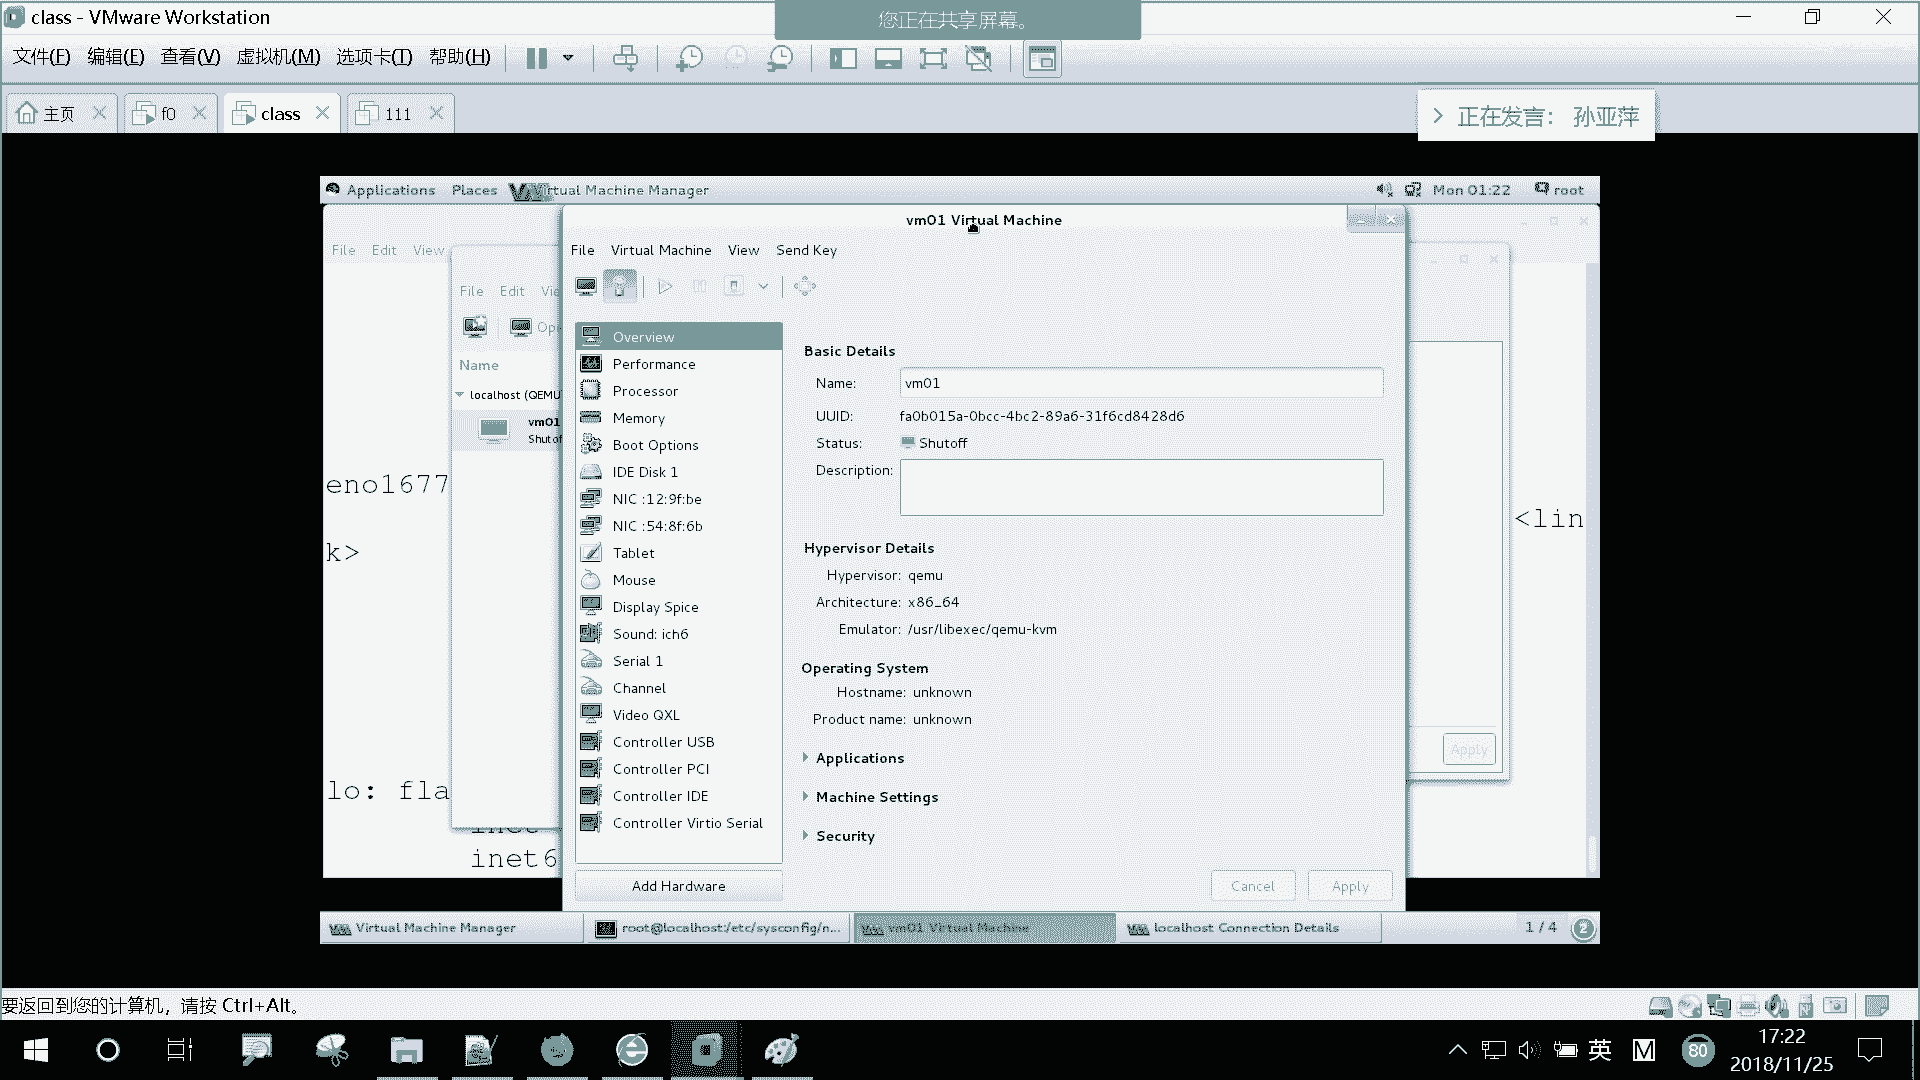 class - VMware Workstation
您正在共享屏幕。
文件(F) 编辑(E) 查看(V) 虚拟机(M) 选项卡(T) 帮助(H)
主页 f0 class 111
正在发言: 孙亚萍
Applications Places Virtual Machine Manager Mon 01:22 root
vm01 Virtual Machine
File Edit View
File Edit Vie
File Virtual Machine View Send Key
Ope
Name
localhost (QEMU
vm01
Shutof
eno1677
k>
lo: fla
inet
inet6
<lin
Overview
Performance
Processor
Memory
Boot Options
IDE Disk 1
NIC :12:9f:be
NIC :54:8f:6b
Tablet
Mouse
Display Spice
Sound: ich6
Serial 1
Channel
Video QXL
Controller USB
Controller PCI
Controller IDE
Controller Virtio Serial
Add Hardware
Basic Details
Name: vm01
UUID: fa0b015a-0bcc-4bc2-89a6-31f6cd8428d6
Status: Shutoff
Description:
Hypervisor Details
Hypervisor: qemu
Architecture: x86_64
Emulator: /usr/libexec/qemu-kvm
Operating System
Hostname: unknown
Product name: unknown
Applications
Machine Settings
Security
Cancel Apply
Apply
Virtual Machine Manager root@localhost:/etc/sysconfig/n... vm01 Virtual Machine localhost Connection Details 1 / 4 2
要返回到您的计算机，请按 Ctrl+Alt。
英 M 80 17:22
2018/11/25